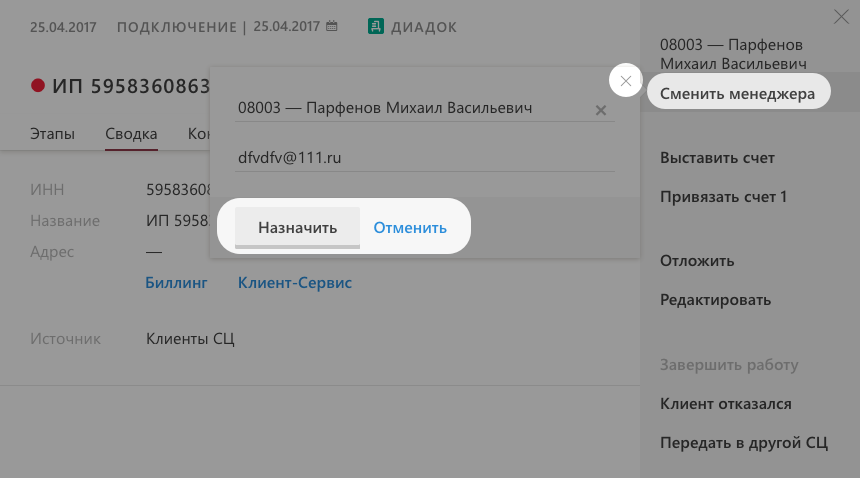 25.04.2017 ПОДКЛЮЧЕНИЕ | 25.04.2017 ДИАДОК
ИП 5958360863
Этапы Сводка
ИНН 5958360
Название ИП 5958
Адрес —
Биллинг Клиент-Сервис
Источник Клиенты СЦ
08003 — Парфенов Михаил Васильевич
dfvdfv@111.ru
Назначить Отменить
08003 — Парфенов
Михаил Васильевич
Сменить менеджера
Выставить счет
Привязать счет 1
Отложить
Редактировать
Завершить работу
Клиент отказался
Передать в другой СЦ